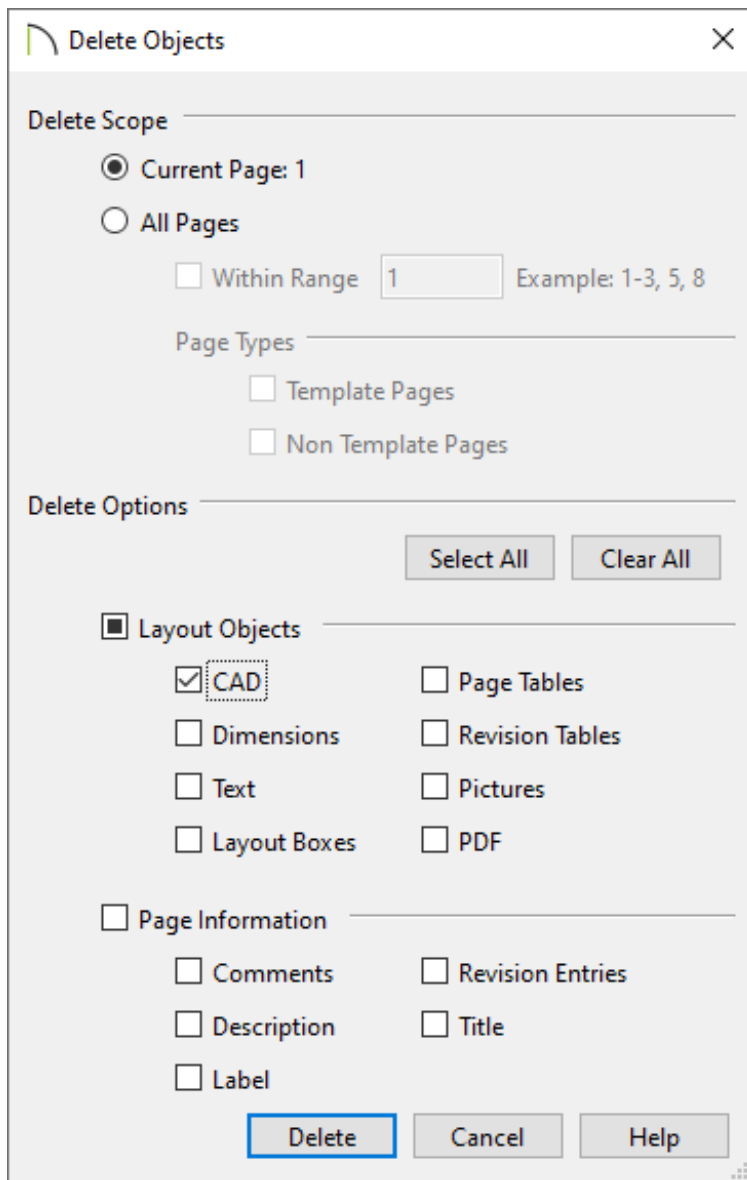 Delete Objects
Delete Scope
Current Page: 1
All Pages
Within Range 1 Example: 1-3, 5, 8
Page Types
Template Pages
Non Template Pages
Delete Options
Select All Clear All
Layout Objects
CAD Page Tables
Dimensions Revision Tables
Text Pictures
Layout Boxes PDF
Page Information
Comments Revision Entries
Description Title
Label
Delete Cancel Help